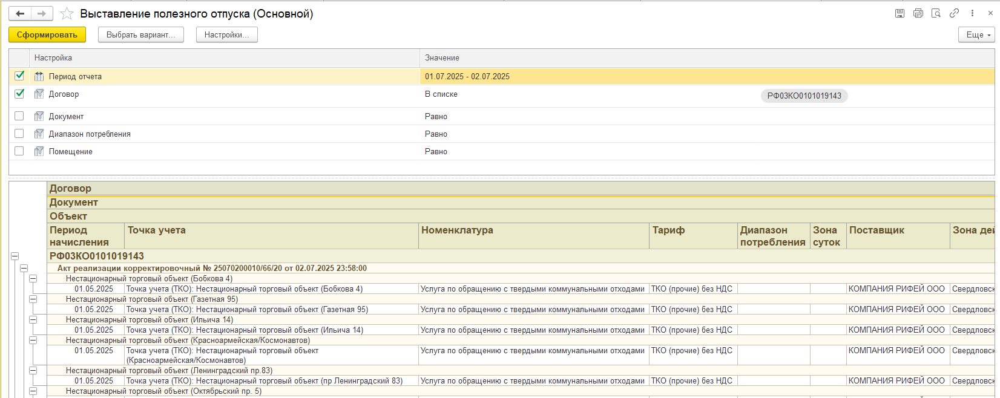 Выставление полезного отпуска (Основной)
Сформировать Выбрать вариант... Настройки... Еще
Настройка Значение
Период отчета 01.07.2025 - 02.07.2025
Договор В списке РФ03КО0101019143
Документ Равно
Диапазон потребления Равно
Помещение Равно
Договор
Документ
Объект
Период начисления Точка учета Номенклатура Тариф Диапазон потребления Зона суток Поставщик Зона дей
РФ03КО0101019143
Акт реализации корректировочный № 25070200010/66/20 от 02.07.2025 23:58:00
Нестационарный торговый объект (Бобкова 4)
01.05.2025 Точка учета (ТКО): Нестационарный торговый объект (Бобкова 4) Услуга по обращению с твердыми коммунальными отходами ТКО (прочие) без НДС КОМПАНИЯ РИФЕЙ ООО Свердловск
Нестационарный торговый объект (Газетная 95)
01.05.2025 Точка учета (ТКО): Нестационарный торговый объект (Газетная 95) Услуга по обращению с твердыми коммунальными отходами ТКО (прочие) без НДС КОМПАНИЯ РИФЕЙ ООО Свердловск
Нестационарный торговый объект (Ильича 14)
01.05.2025 Точка учета (ТКО): Нестационарный торговый объект (Ильича 14) Услуга по обращению с твердыми коммунальными отходами ТКО (прочие) без НДС КОМПАНИЯ РИФЕЙ ООО Свердловск
Нестационарный торговый объект (Красноармейская/Космонавтов)
01.05.2025 Точка учета (ТКО): Нестационарный торговый объект (Красноармейская/Космонавтов) Услуга по обращению с твердыми коммунальными отходами ТКО (прочие) без НДС КОМПАНИЯ РИФЕЙ ООО Свердловск
Нестационарный торговый объект (Ленинградский пр.83)
01.05.2025 Точка учета (ТКО): Нестационарный торговый объект (пр Ленинградский 83) Услуга по обращению с твердыми коммунальными отходами ТКО (прочие) без НДС КОМПАНИЯ РИФЕЙ ООО Свердловск
Нестационарный торговый объект (Октябрьский пр. 5)